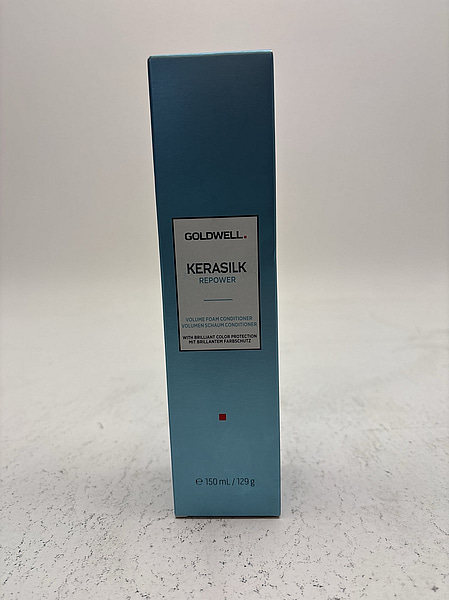 GOLDWELL.
KERASILK
REPOWER
VOLUME FOAM CONDITIONER
VOLUMEN SCHAUM CONDITIONER
WITH BRILLIANT COLOR PROTECTION
MIT BRILLANTEM FARBSCHUTZ
℮ 150 mL / 129 g